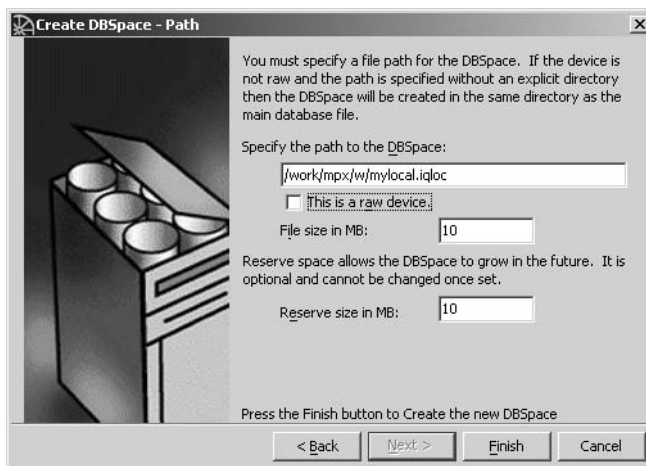 Create DBSpace - Path
You must specify a file path for the DBSpace. If the device is
not raw and the path is specified without an explicit directory
then the DBSpace will be created in the same directory as the
main database file.
Specify the path to the DBSpace:
/work/mpx/w/mylocal.iqloc
This is a raw device.
File size in MB:
10
Reserve space allows the DBSpace to grow in the future. It is
optional and cannot be changed once set.
Reserve size in MB:
10
Press the Finish button to Create the new DBSpace
< Back
Next >
Finish
Cancel